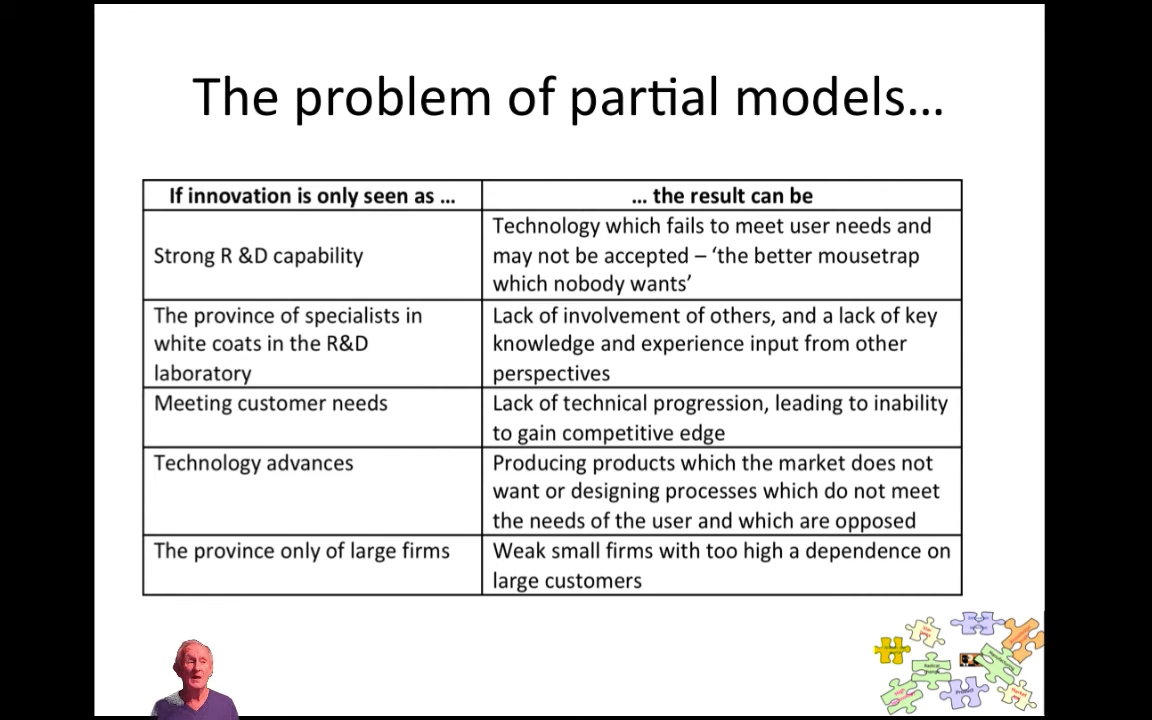 The problem of partial models...
If innovation is only seen as ...
... the result can be
Strong R &D capability
Technology which fails to meet user needs and
may not be accepted – ‘the better mousetrap
which nobody wants’
The province of specialists in
white coats in the R&D
laboratory
Lack of involvement of others, and a lack of key
knowledge and experience input from other
perspectives
Meeting customer needs
Lack of technical progression, leading to inability
to gain competitive edge
Technology advances
Producing products which the market does not
want or designing processes which do not meet
the needs of the user and which are opposed
The province only of large firms
Weak small firms with too high a dependence on
large customers